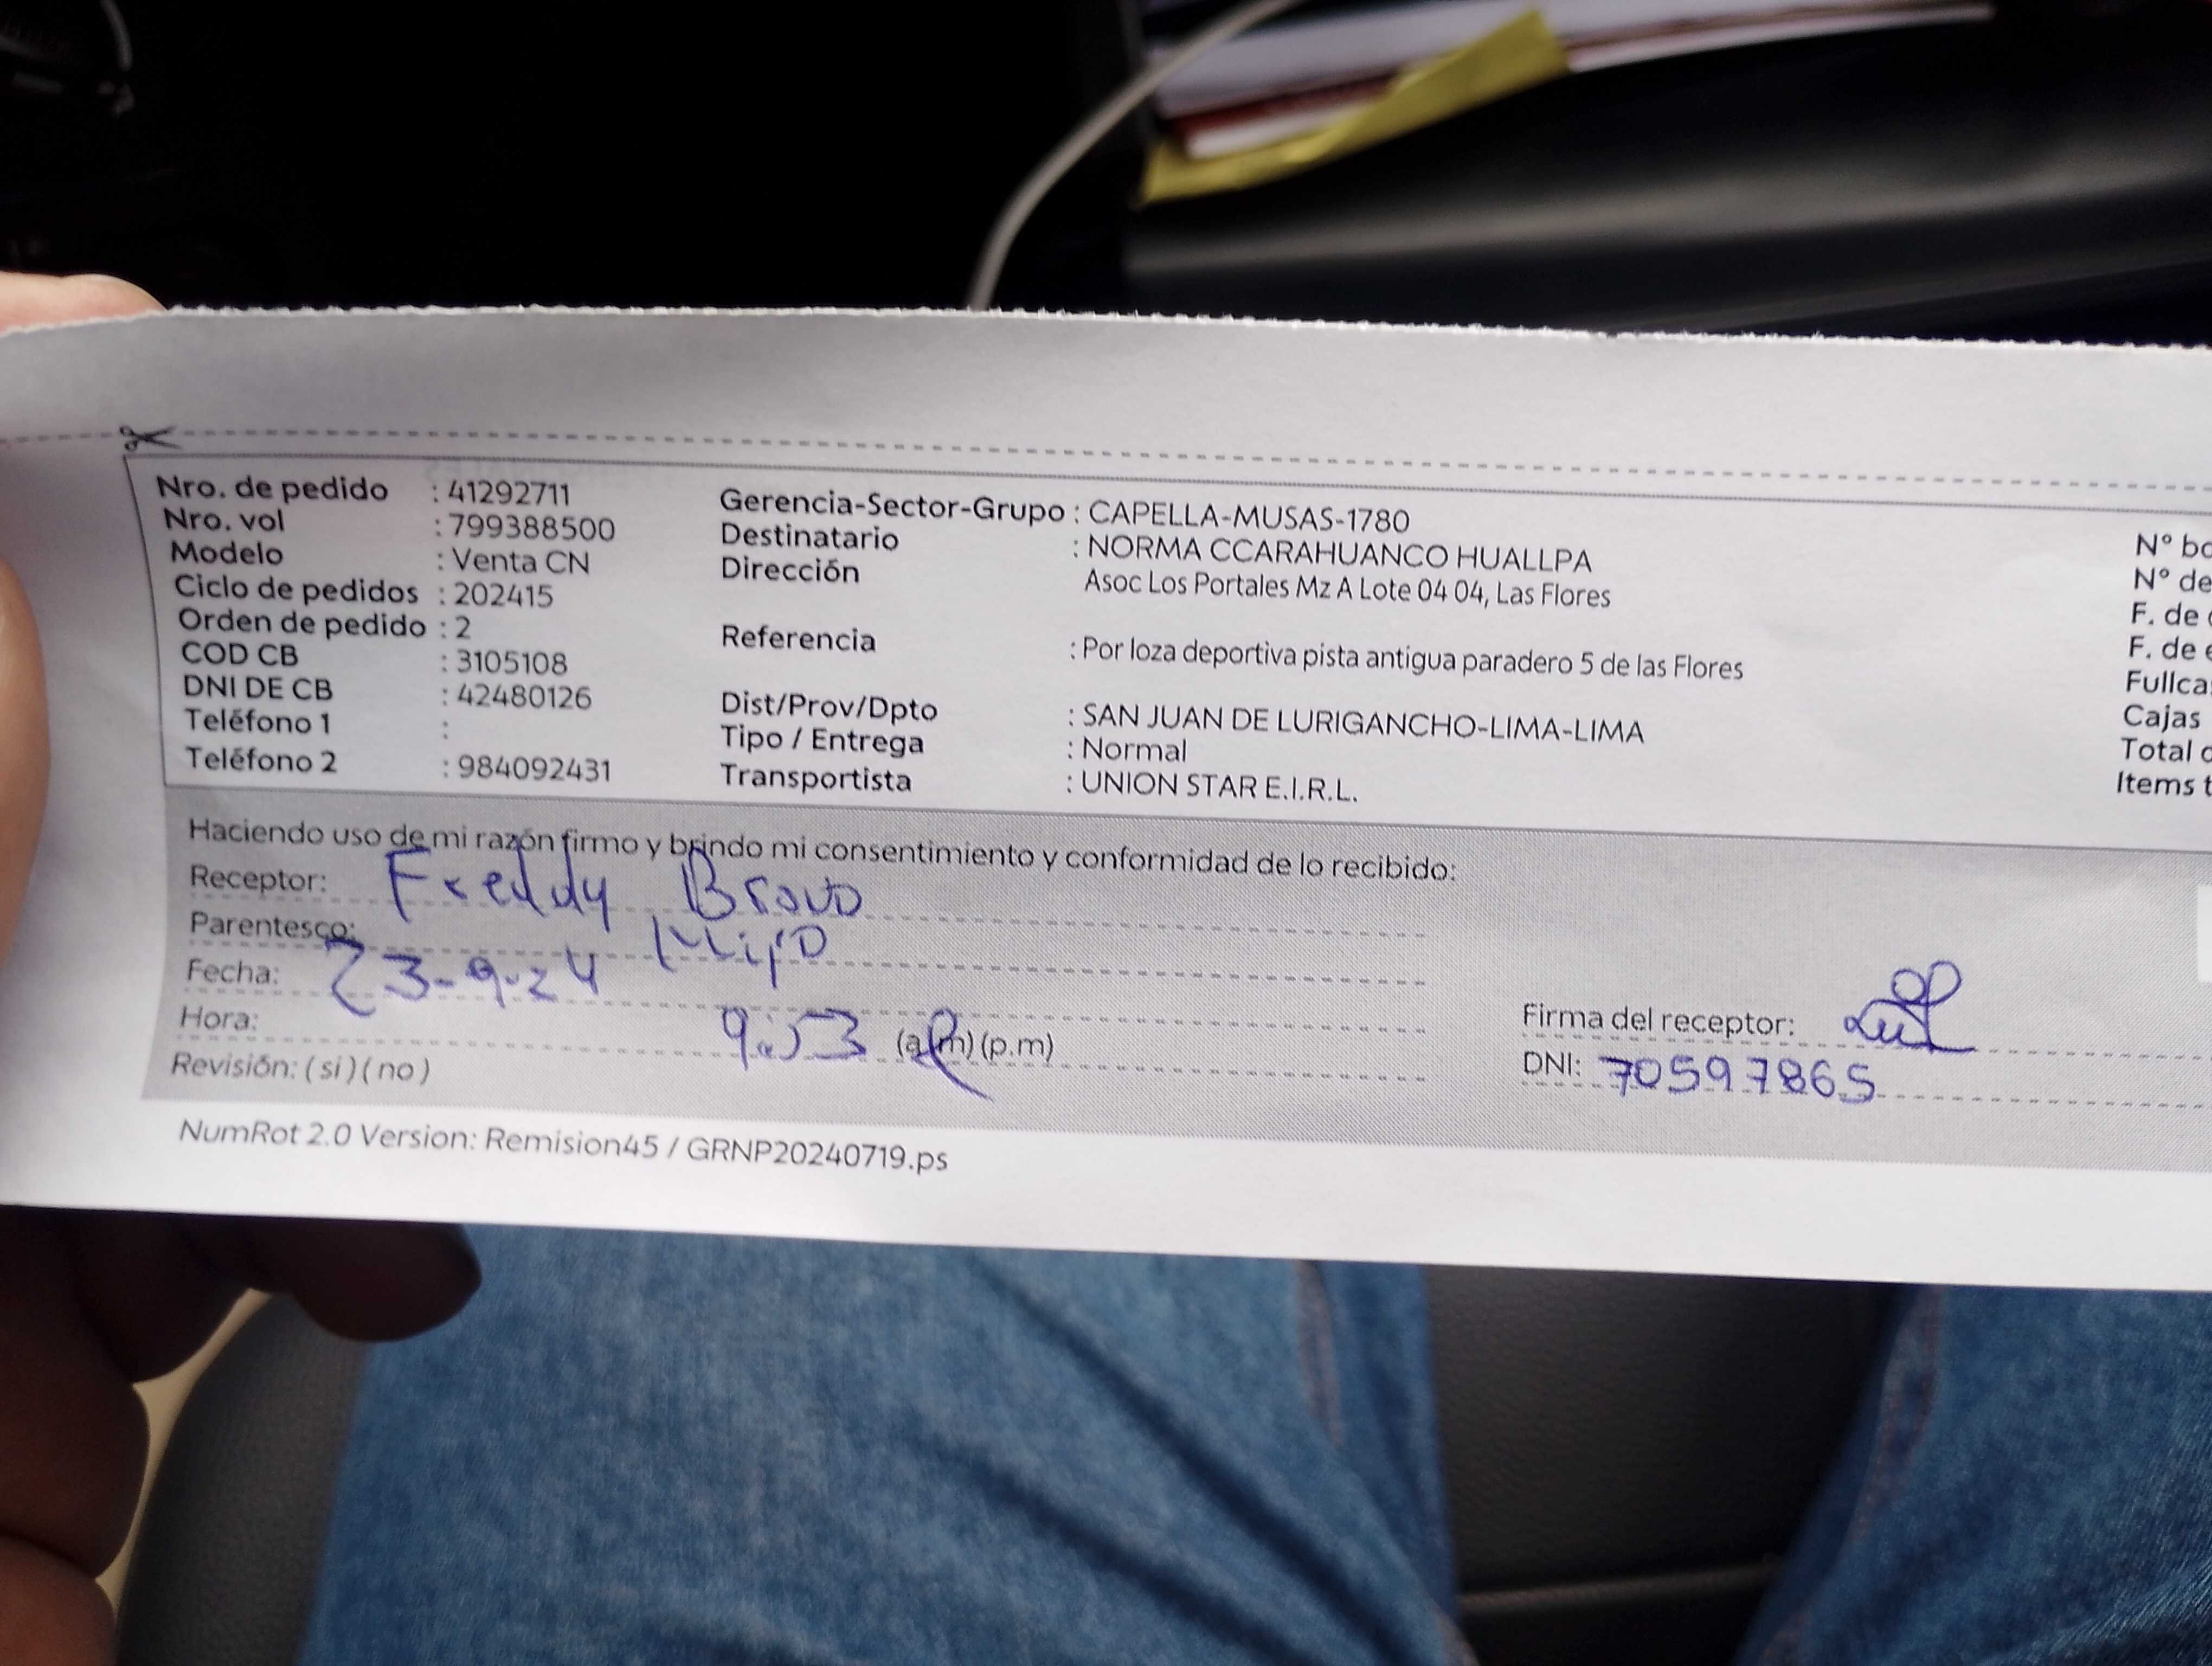 Nro. de pedido : 41292711
Nro. vol : 799388500
Modelo : Venta CN
Ciclo de pedidos : 202415
Orden de pedido : 2
COD CB : 3105108
DNI DE CB : 42480126
Teléfono 1 :
Teléfono 2 : 984092431
Gerencia-Sector-Grupo : CAPELLA-MUSAS-1780
Destinatario : NORMA CCARAHUANCO HUALLPA
Dirección Asoc Los Portales Mz A Lote 04 04, Las Flores
Referencia : Por loza deportiva pista antigua paradero 5 de las Flores
Dist/Prov/Dpto : SAN JUAN DE LURIGANCHO-LIMA-LIMA
Tipo / Entrega : Normal
Transportista : UNION STAR E.I.R.L.
N° bo
N° de
F. de
F. de e
Fullca
Cajas
Total
Items t
Haciendo uso de mi razón firmo y brindo mi consentimiento y conformidad de lo recibido:
Receptor: Freddy Bravo
Parentesco:
Fecha: 23-9-24
Hora: 9:53 (a.m) (p.m)
Revisión: ( si ) ( no )
Firma del receptor:
DNI: 70597865
NumRot 2.0 Version: Remision45 / GRNP20240719.ps